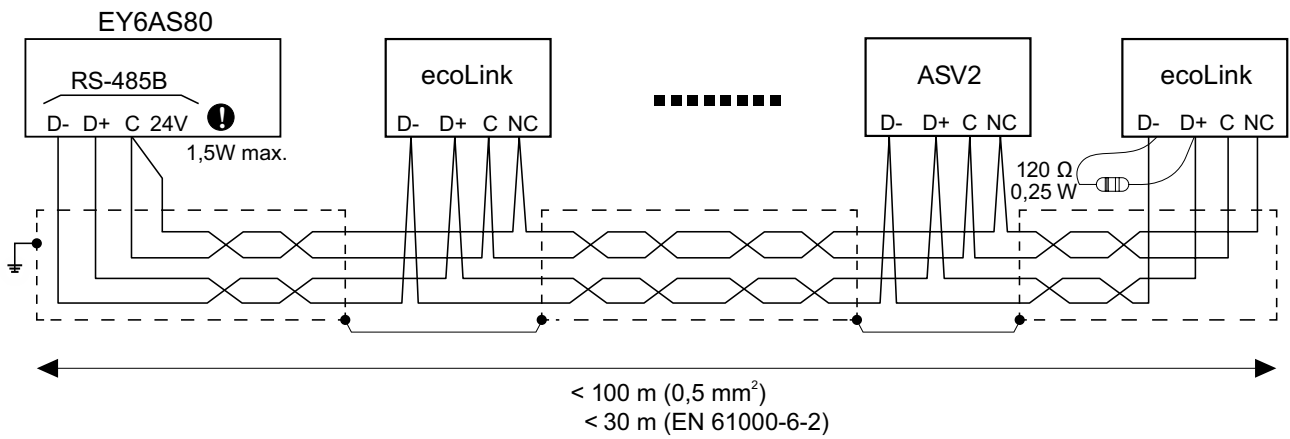 EY6AS80
RS-485B
D- D+ C 24V
1,5W max.
ecoLink
D- D+ C NC
ASV2
D- D+ C NC
ecoLink
D- D+ C NC
120 Ω
0,25 W
< 100 m (0,5 mm²)
< 30 m (EN 61000-6-2)